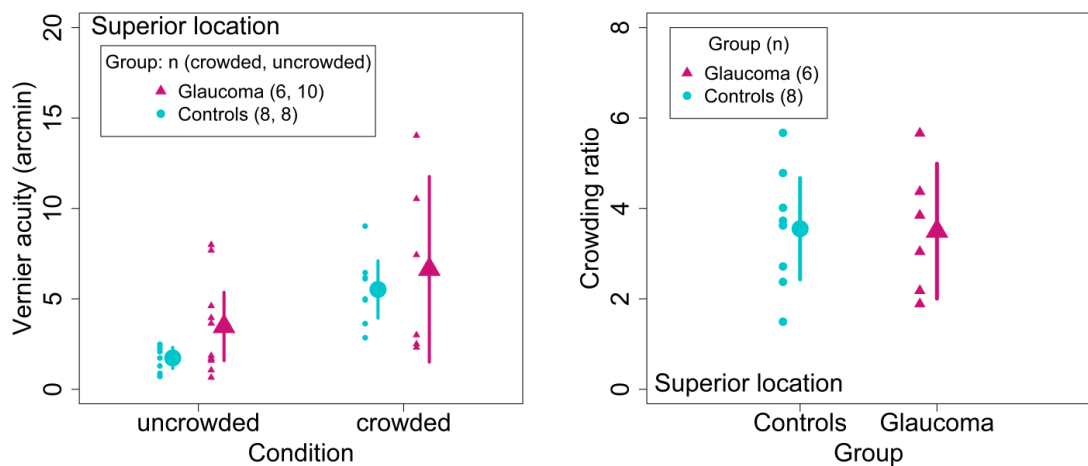 Superior location
Group: n (crowded, uncrowded)
Glaucoma (6, 10)
Controls (8, 8)
Vernier acuity (arcmin)
20
15
10
5
0
uncrowded
crowded
Condition
Group (n)
Glaucoma (6)
Controls (8)
Crowding ratio
8
6
4
2
0
Superior location
Controls
Glaucoma
Group